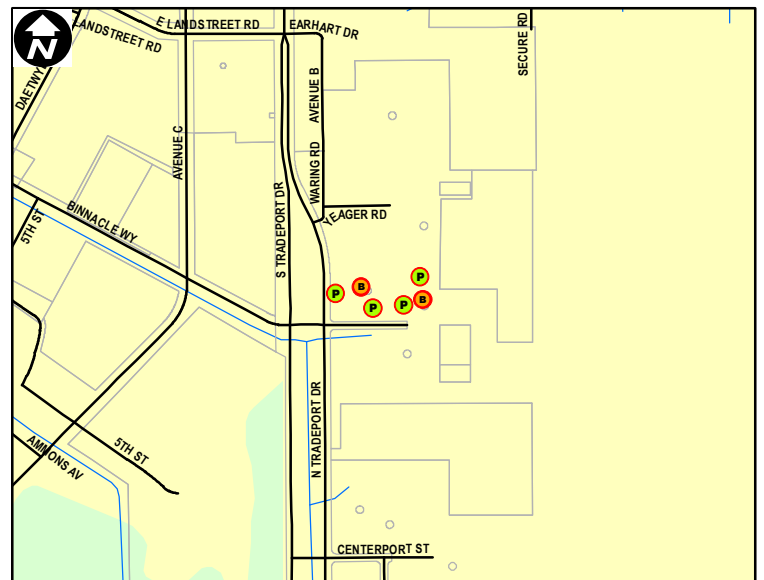 N
E LANDSTREET RD
EARHART DR
LANDSTREET RD
SECURE RD
DAETWY
AVENUE B
AVENUE C
WARING RD
S TRADEPORT DR
YEAGER RD
BINNACLE WY
5TH ST
P
B
P
P
P
B
N TRADEPORT DR
5TH ST
AMMONS AV
CENTERPORT ST